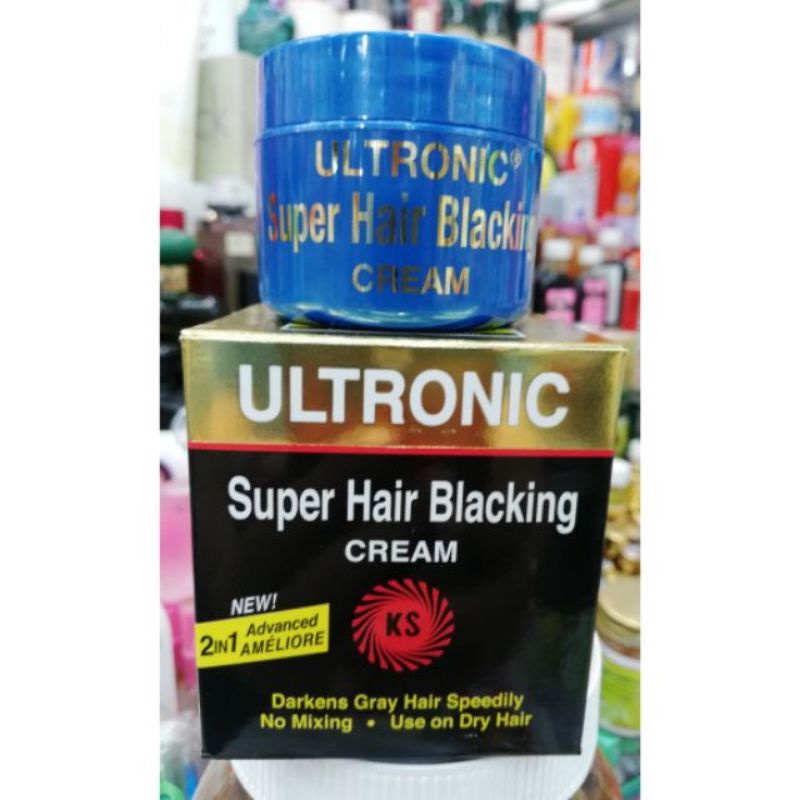 ULTRONIC®
Super Hair Blacking
CREAM
ULTRONIC
Super Hair Blacking
CREAM
NEW!
2IN1 Advanced
AMÉLIORE
KS
Darkens Gray Hair Speedily
No Mixing • Use on Dry Hair